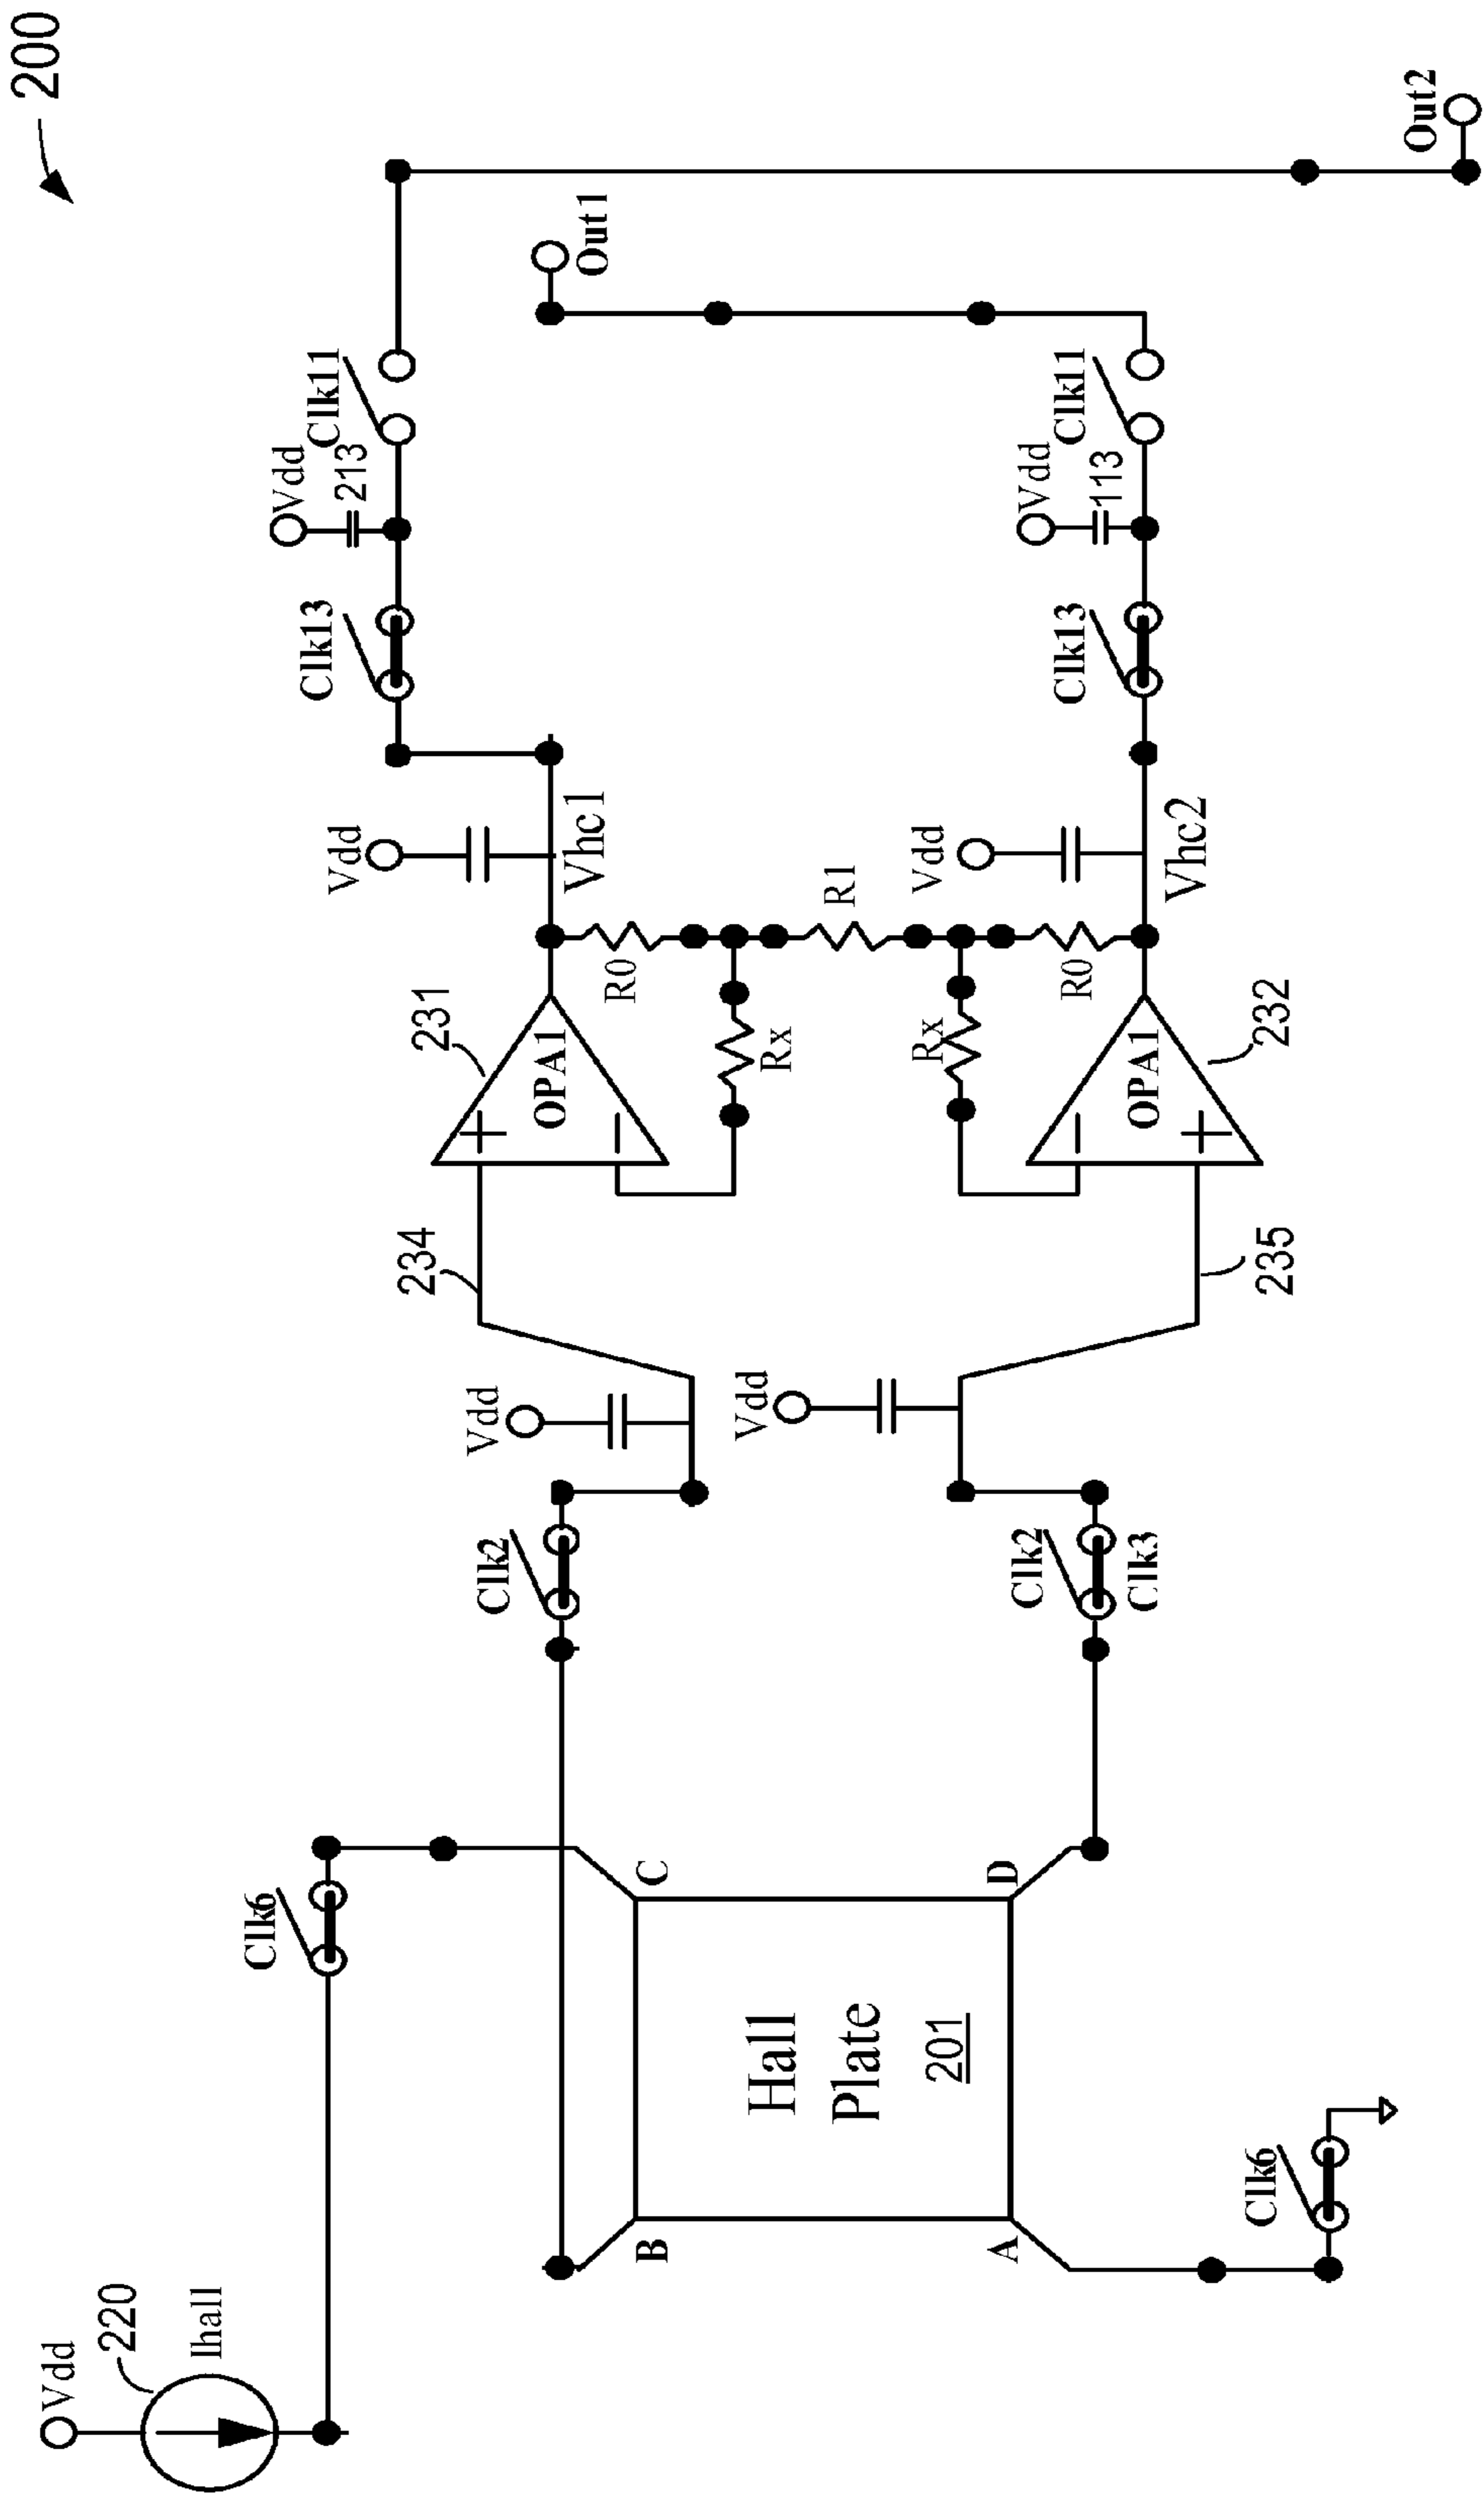 200
Vdd
220
Ihall
Clk6
C
B
Hall
Plate
201
D
A
Clk6
Clk2
Clk2
Clk3
Vdd
Vdd
234
235
231
OPA1
232
OPA1
Rx
Rx
R0
R1
R0
Vdd
Vhc1
Vdd
Vhc2
Clk13
Clk13
Vdd
213
Clk11
Vdd
113
Clk11
Out1
Out2